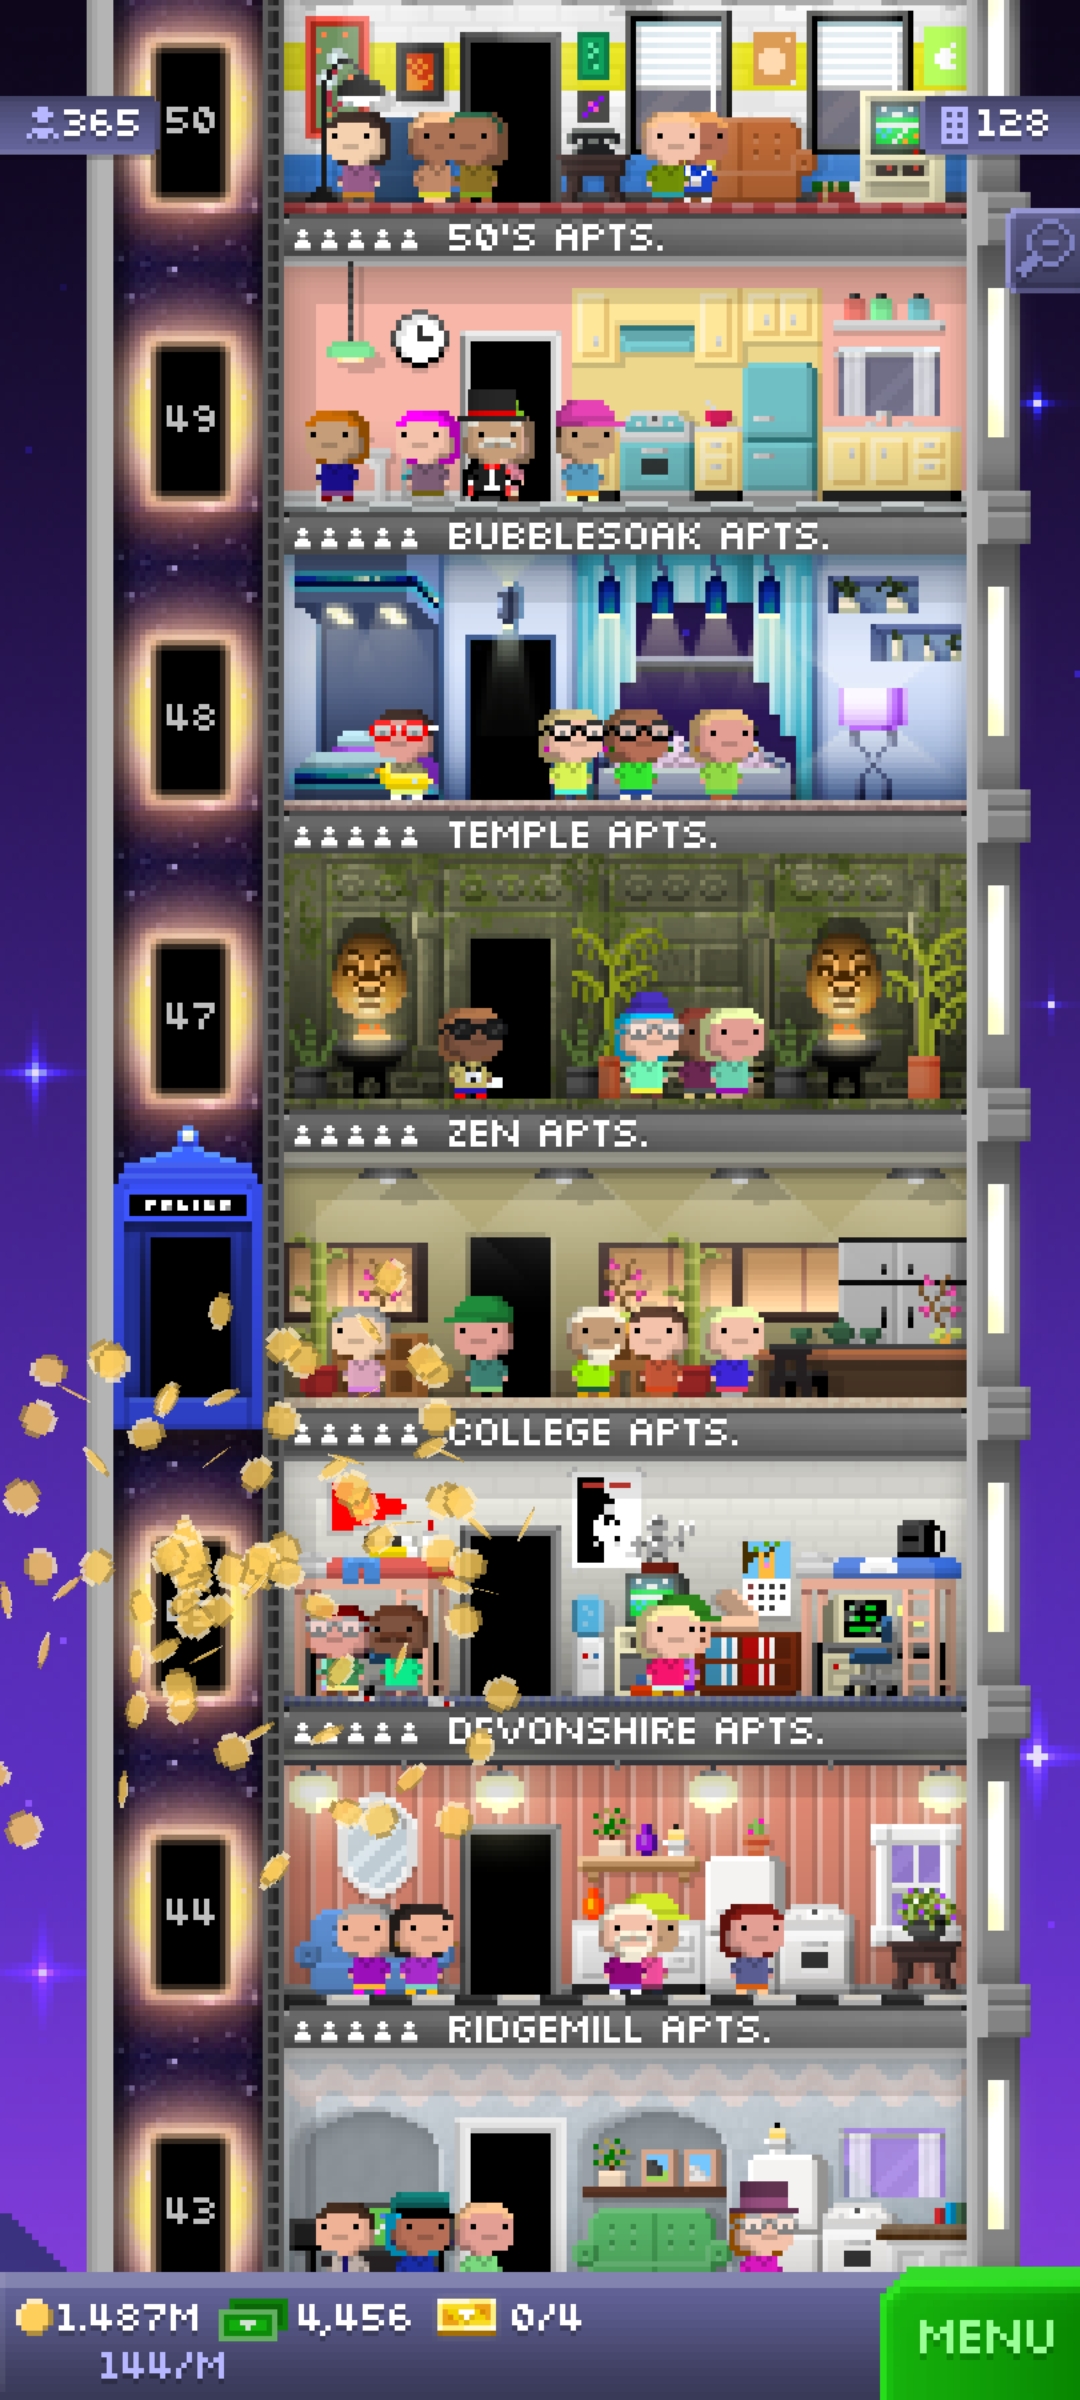 50
365
128
50'S APTS.
49
BUBBLESOAK APTS.
48
TEMPLE APTS.
47
ZEN APTS.
POLICE
COLLEGE APTS.
DEVONSHIRE APTS.
44
RIDGEMILL APTS.
43
1.487M
4,456
0/4
144/M
MENU